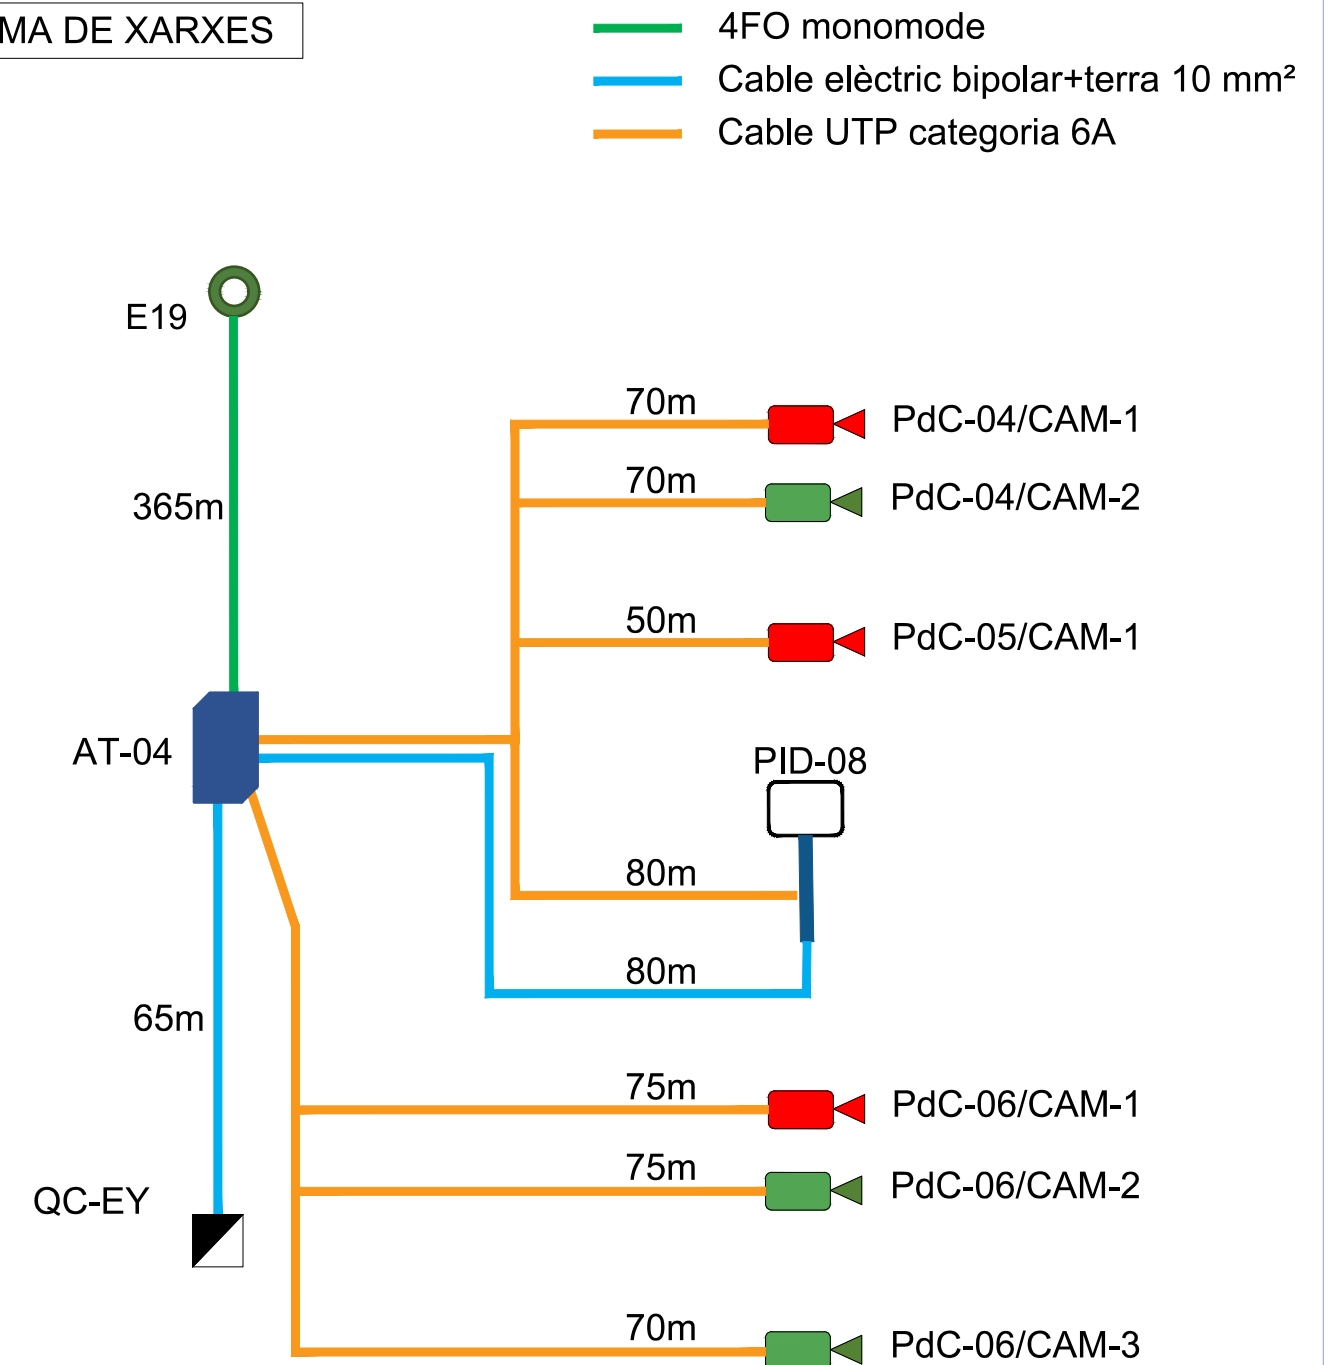 MA DE XARXES
4FO monomode
Cable elèctric bipolar+terra 10 mm²
Cable UTP categoria 6A
E19
70m
PdC-04/CAM-1
70m
PdC-04/CAM-2
365m
50m
PdC-05/CAM-1
AT-04
PID-08
80m
80m
65m
75m
PdC-06/CAM-1
75m
PdC-06/CAM-2
QC-EY
70m
PdC-06/CAM-3